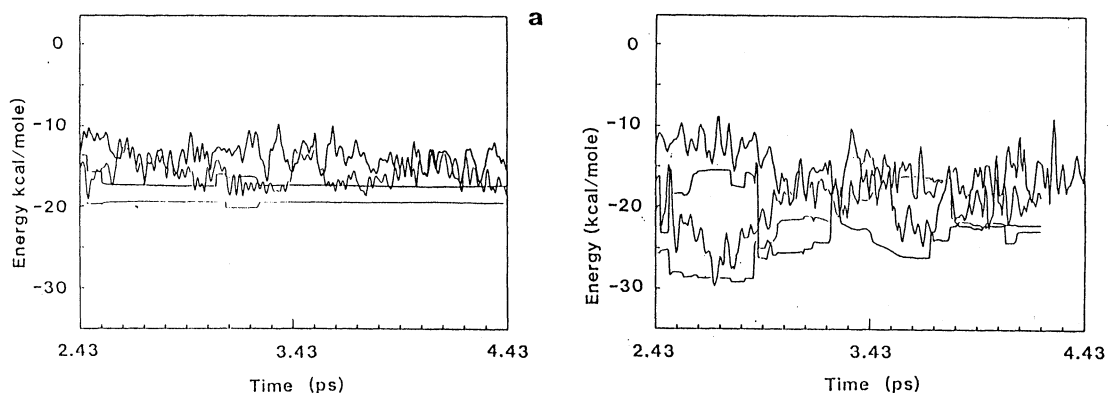 a
Energy kcal/mole)
0
-10
-20
-30
2.43
3.43
4.43
Time (ps)
Energy (kcal/mole)
0
-10
-20
-30
2.43
3.43
4.43
Time (ps)